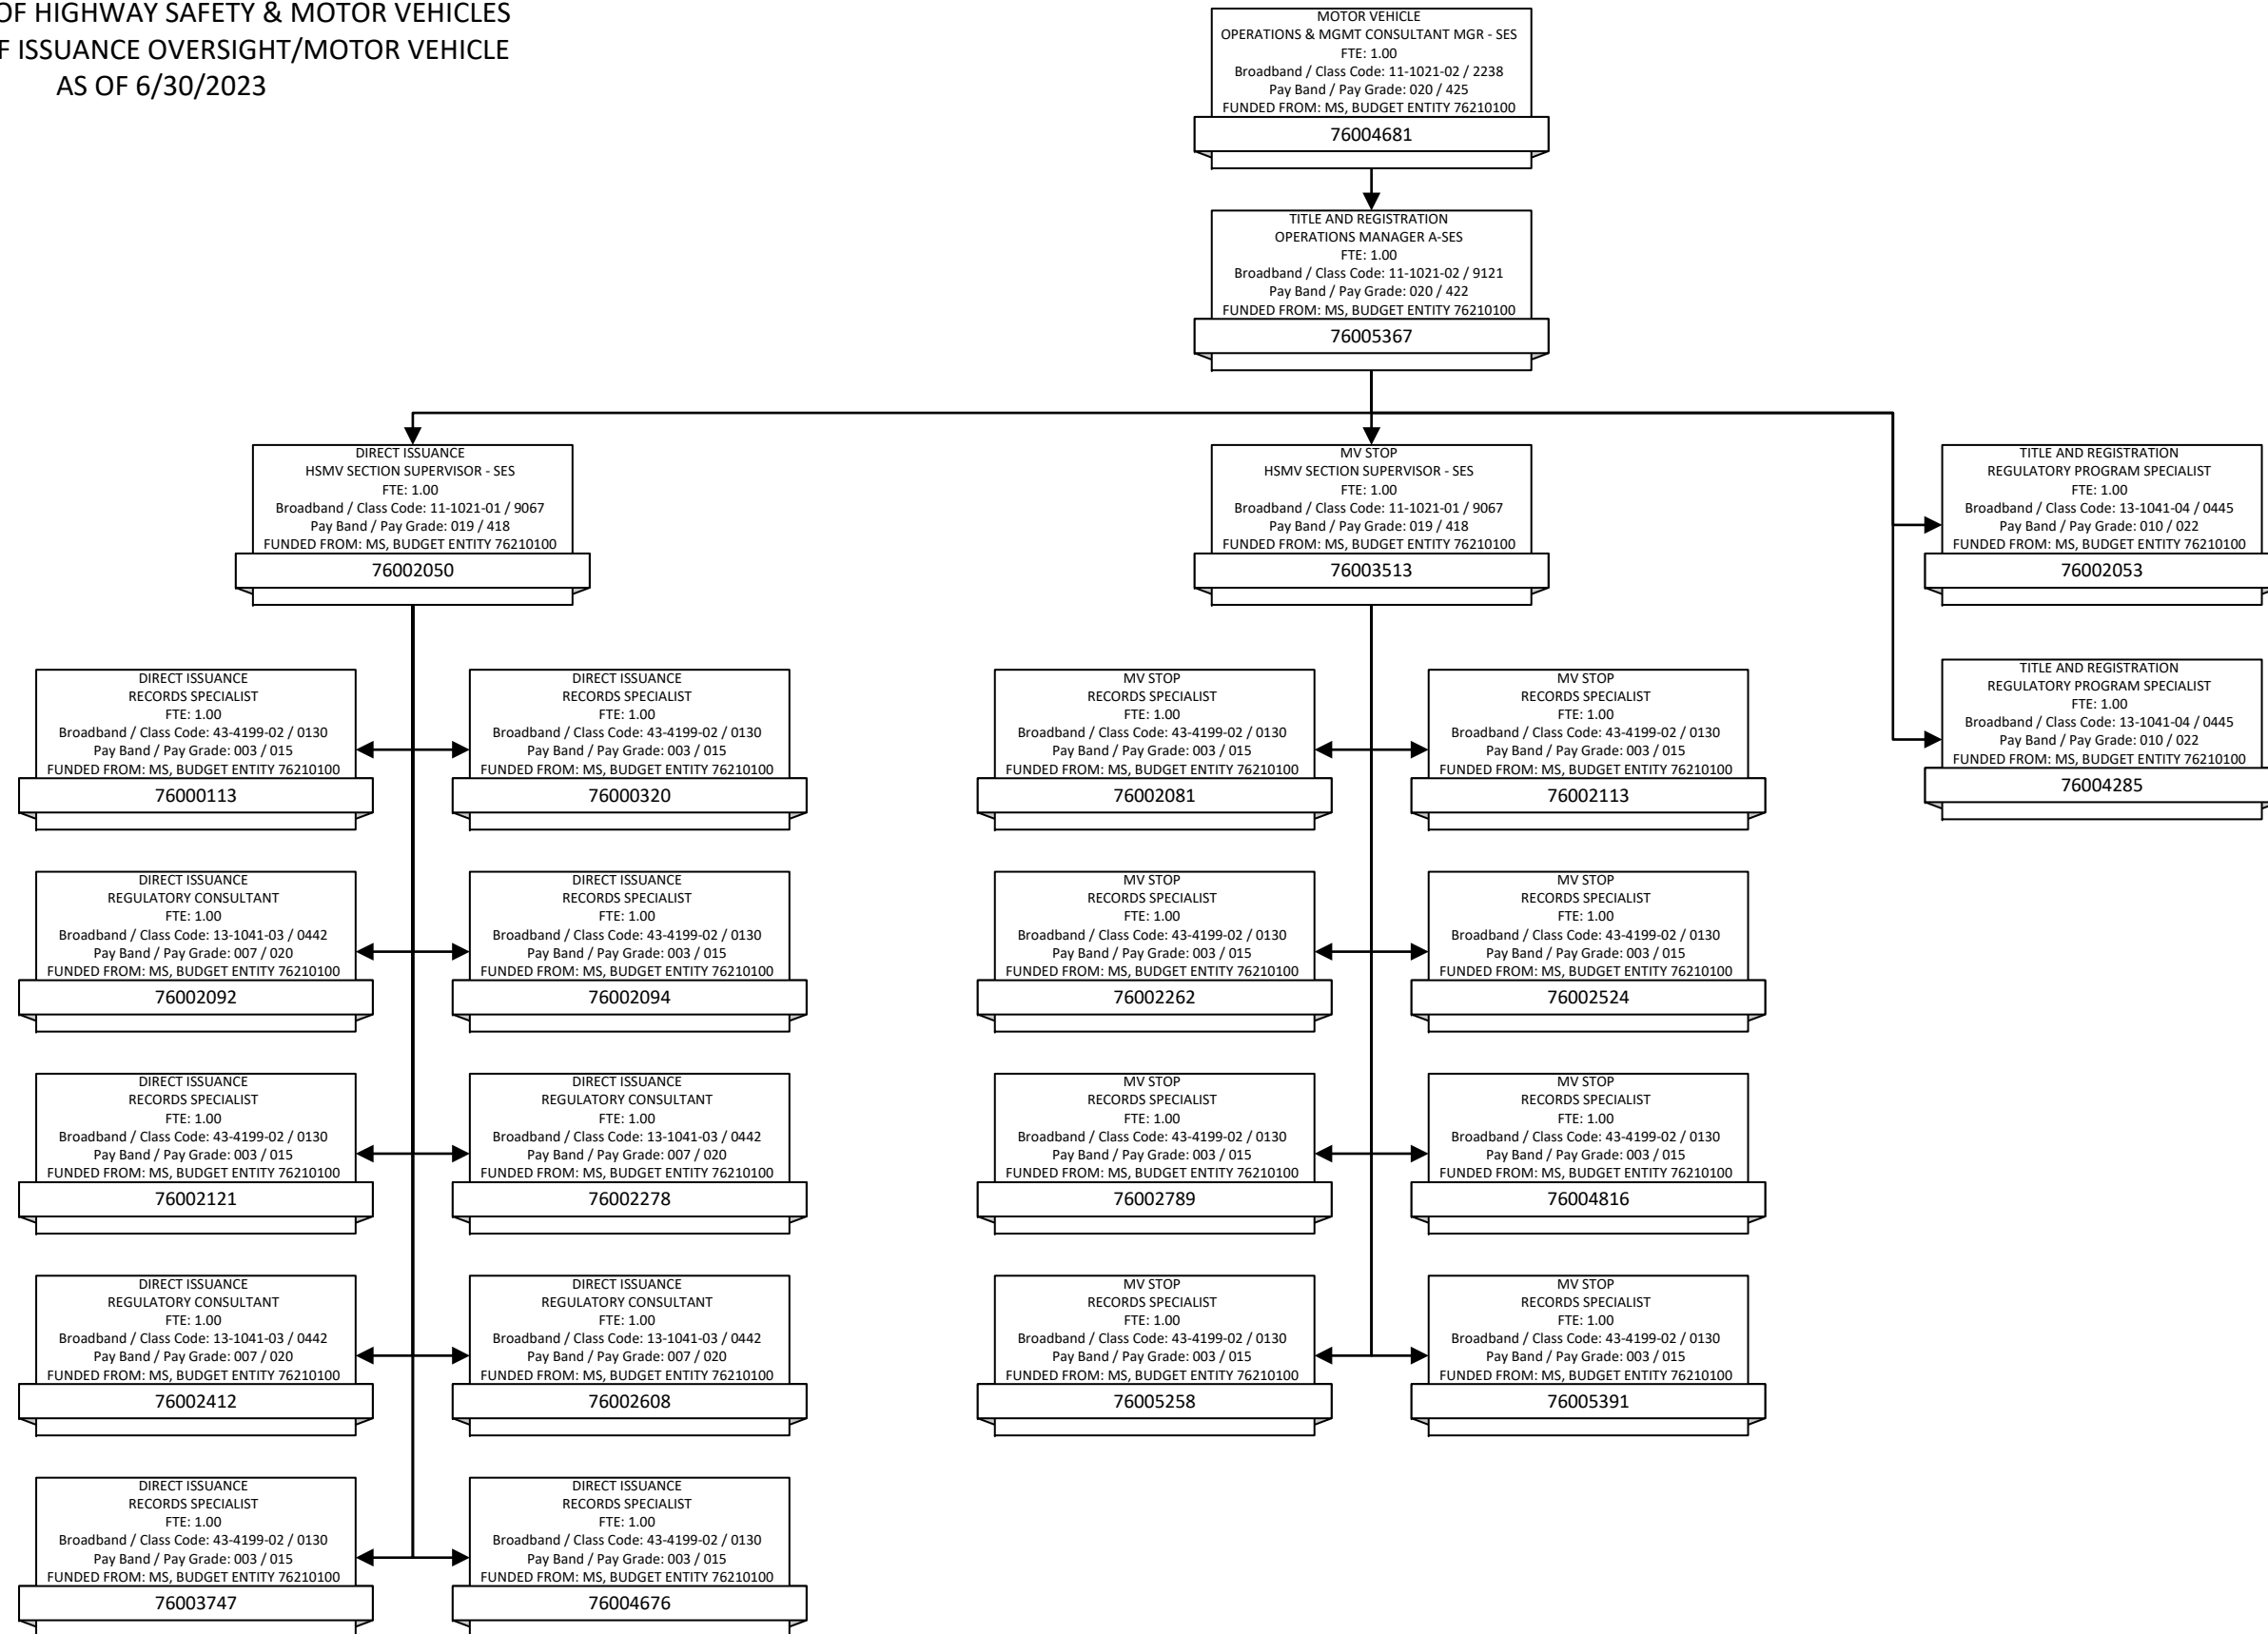 OF HIGHWAY SAFETY & MOTOR VEHICLES
F ISSUANCE OVERSIGHT/MOTOR VEHICLE
AS OF 6/30/2023
MOTOR VEHICLE
OPERATIONS & MGMT CONSULTANT MGR - SES
FTE: 1.00
Broadband / Class Code: 11-1021-02 / 2238
Pay Band / Pay Grade: 020 / 425
FUNDED FROM: MS, BUDGET ENTITY 76210100
76004681
TITLE AND REGISTRATION
OPERATIONS MANAGER A-SES
FTE: 1.00
Broadband / Class Code: 11-1021-02 / 9121
Pay Band / Pay Grade: 020 / 422
FUNDED FROM: MS, BUDGET ENTITY 76210100
76005367
DIRECT ISSUANCE
HSMV SECTION SUPERVISOR - SES
FTE: 1.00
Broadband / Class Code: 11-1021-01 / 9067
Pay Band / Pay Grade: 019 / 418
FUNDED FROM: MS, BUDGET ENTITY 76210100
76002050
MV STOP
HSMV SECTION SUPERVISOR - SES
FTE: 1.00
Broadband / Class Code: 11-1021-01 / 9067
Pay Band / Pay Grade: 019 / 418
FUNDED FROM: MS, BUDGET ENTITY 76210100
76003513
TITLE AND REGISTRATION
REGULATORY PROGRAM SPECIALIST
FTE: 1.00
Broadband / Class Code: 13-1041-04 / 0445
Pay Band / Pay Grade: 010 / 022
FUNDED FROM: MS, BUDGET ENTITY 76210100
76002053
DIRECT ISSUANCE
RECORDS SPECIALIST
FTE: 1.00
Broadband / Class Code: 43-4199-02 / 0130
Pay Band / Pay Grade: 003 / 015
FUNDED FROM: MS, BUDGET ENTITY 76210100
76000113
DIRECT ISSUANCE
RECORDS SPECIALIST
FTE: 1.00
Broadband / Class Code: 43-4199-02 / 0130
Pay Band / Pay Grade: 003 / 015
FUNDED FROM: MS, BUDGET ENTITY 76210100
76000320
MV STOP
RECORDS SPECIALIST
FTE: 1.00
Broadband / Class Code: 43-4199-02 / 0130
Pay Band / Pay Grade: 003 / 015
FUNDED FROM: MS, BUDGET ENTITY 76210100
76002081
MV STOP
RECORDS SPECIALIST
FTE: 1.00
Broadband / Class Code: 43-4199-02 / 0130
Pay Band / Pay Grade: 003 / 015
FUNDED FROM: MS, BUDGET ENTITY 76210100
76002113
TITLE AND REGISTRATION
REGULATORY PROGRAM SPECIALIST
FTE: 1.00
Broadband / Class Code: 13-1041-04 / 0445
Pay Band / Pay Grade: 010 / 022
FUNDED FROM: MS, BUDGET ENTITY 76210100
76004285
DIRECT ISSUANCE
REGULATORY CONSULTANT
FTE: 1.00
Broadband / Class Code: 13-1041-03 / 0442
Pay Band / Pay Grade: 007 / 020
FUNDED FROM: MS, BUDGET ENTITY 76210100
76002092
DIRECT ISSUANCE
RECORDS SPECIALIST
FTE: 1.00
Broadband / Class Code: 43-4199-02 / 0130
Pay Band / Pay Grade: 003 / 015
FUNDED FROM: MS, BUDGET ENTITY 76210100
76002094
MV STOP
RECORDS SPECIALIST
FTE: 1.00
Broadband / Class Code: 43-4199-02 / 0130
Pay Band / Pay Grade: 003 / 015
FUNDED FROM: MS, BUDGET ENTITY 76210100
76002262
MV STOP
RECORDS SPECIALIST
FTE: 1.00
Broadband / Class Code: 43-4199-02 / 0130
Pay Band / Pay Grade: 003 / 015
FUNDED FROM: MS, BUDGET ENTITY 76210100
76002524
DIRECT ISSUANCE
RECORDS SPECIALIST
FTE: 1.00
Broadband / Class Code: 43-4199-02 / 0130
Pay Band / Pay Grade: 003 / 015
FUNDED FROM: MS, BUDGET ENTITY 76210100
76002121
DIRECT ISSUANCE
REGULATORY CONSULTANT
FTE: 1.00
Broadband / Class Code: 13-1041-03 / 0442
Pay Band / Pay Grade: 007 / 020
FUNDED FROM: MS, BUDGET ENTITY 76210100
76002278
MV STOP
RECORDS SPECIALIST
FTE: 1.00
Broadband / Class Code: 43-4199-02 / 0130
Pay Band / Pay Grade: 003 / 015
FUNDED FROM: MS, BUDGET ENTITY 76210100
76002789
MV STOP
RECORDS SPECIALIST
FTE: 1.00
Broadband / Class Code: 43-4199-02 / 0130
Pay Band / Pay Grade: 003 / 015
FUNDED FROM: MS, BUDGET ENTITY 76210100
76004816
DIRECT ISSUANCE
REGULATORY CONSULTANT
FTE: 1.00
Broadband / Class Code: 13-1041-03 / 0442
Pay Band / Pay Grade: 007 / 020
FUNDED FROM: MS, BUDGET ENTITY 76210100
76002412
DIRECT ISSUANCE
REGULATORY CONSULTANT
FTE: 1.00
Broadband / Class Code: 13-1041-03 / 0442
Pay Band / Pay Grade: 007 / 020
FUNDED FROM: MS, BUDGET ENTITY 76210100
76002608
MV STOP
RECORDS SPECIALIST
FTE: 1.00
Broadband / Class Code: 43-4199-02 / 0130
Pay Band / Pay Grade: 003 / 015
FUNDED FROM: MS, BUDGET ENTITY 76210100
76005258
MV STOP
RECORDS SPECIALIST
FTE: 1.00
Broadband / Class Code: 43-4199-02 / 0130
Pay Band / Pay Grade: 003 / 015
FUNDED FROM: MS, BUDGET ENTITY 76210100
76005391
DIRECT ISSUANCE
RECORDS SPECIALIST
FTE: 1.00
Broadband / Class Code: 43-4199-02 / 0130
Pay Band / Pay Grade: 003 / 015
FUNDED FROM: MS, BUDGET ENTITY 76210100
76003747
DIRECT ISSUANCE
RECORDS SPECIALIST
FTE: 1.00
Broadband / Class Code: 43-4199-02 / 0130
Pay Band / Pay Grade: 003 / 015
FUNDED FROM: MS, BUDGET ENTITY 76210100
76004676